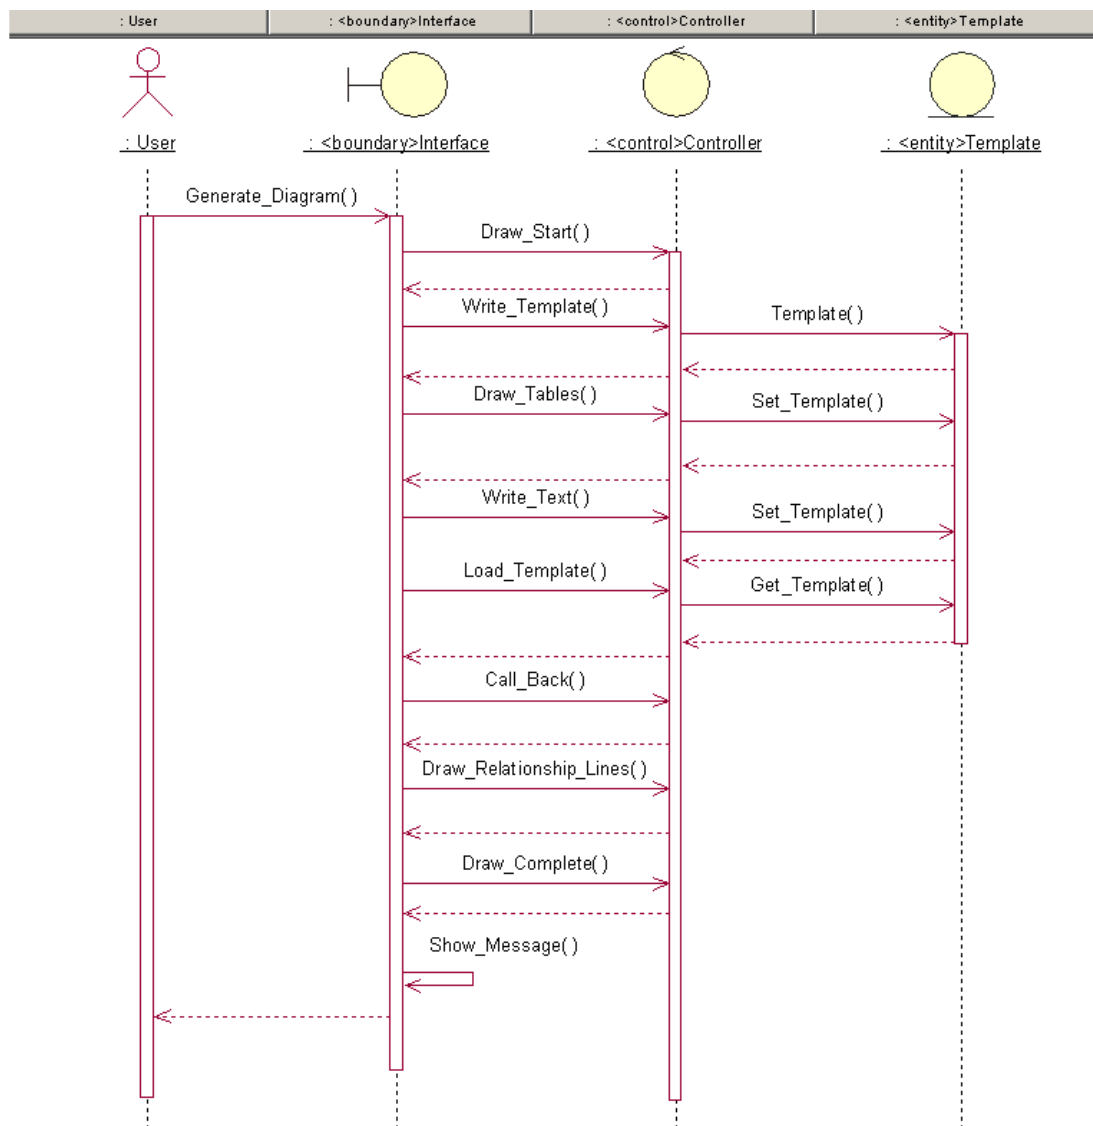 : User
: <boundary>Interface
: <control>Controller
: <entity>Template
: User
: <boundary>Interface
: <control>Controller
: <entity>Template
Generate_Diagram( )
Draw_Start( )
Write_Template( )
Template( )
Draw_Tables( )
Set_Template( )
Write_Text( )
Set_Template( )
Load_Template( )
Get_Template( )
Call_Back( )
Draw_Relationship_Lines( )
Draw_Complete( )
Show_Message( )